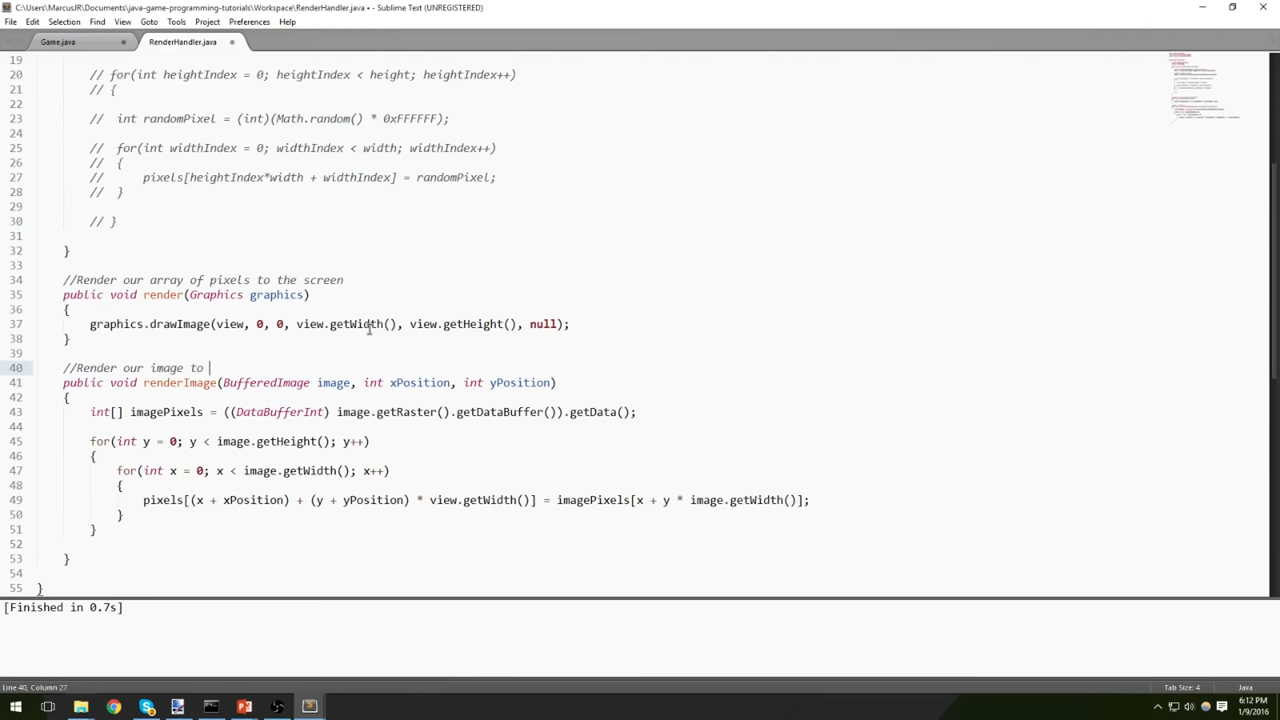 C:\Users\MarcusJR\Documents\java-game-programming-tutorials\Workspace\RenderHandler.java • - Sublime Text (UNREGISTERED)
File Edit Selection Find View Goto Tools Project Preferences Help
Game.java RenderHandler.java
19
20 // for(int heightIndex = 0; heightIndex < height; heightIndex++)
21 // {
22
23 // int randomPixel = (int)(Math.random() * 0xFFFFFF);
24
25 // for(int widthIndex = 0; widthIndex < width; widthIndex++)
26 // {
27 // pixels[heightIndex*width + widthIndex] = randomPixel;
28 // }
29
30 // }
31
32 }
33
34 //Render our array of pixels to the screen
35 public void render(Graphics graphics)
36 {
37 graphics.drawImage(view, 0, 0, view.getWidth(), view.getHeight(), null);
38 }
39
40 //Render our image to
41 public void renderImage(BufferedImage image, int xPosition, int yPosition)
42 {
43 int[] imagePixels = ((DataBufferInt) image.getRaster().getDataBuffer()).getData();
44
45 for(int y = 0; y < image.getHeight(); y++)
46 {
47 for(int x = 0; x < image.getWidth(); x++)
48 {
49 pixels[(x + xPosition) + (y + yPosition) * view.getWidth()] = imagePixels[x + y * image.getWidth()];
50 }
51 }
52
53 }
54
55 }
[Finished in 0.7s]
Line 40, Column 27 Tab Size: 4 Java
6:12 PM
1/9/2016